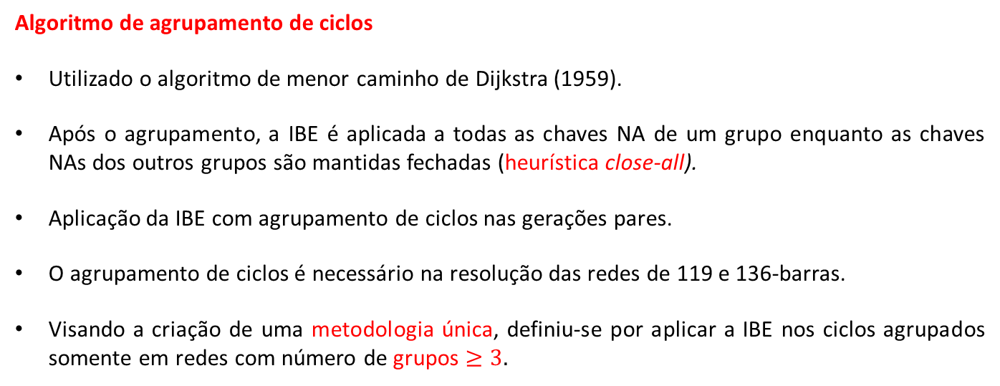 Algoritmo de agrupamento de ciclos
• Utilizado o algoritmo de menor caminho de Dijkstra (1959).
• Após o agrupamento, a IBE é aplicada a todas as chaves NA de um grupo enquanto as chaves
NAs dos outros grupos são mantidas fechadas (heurística close-all).
• Aplicação da IBE com agrupamento de ciclos nas gerações pares.
• O agrupamento de ciclos é necessário na resolução das redes de 119 e 136-barras.
• Visando a criação de uma metodologia única, definiu-se por aplicar a IBE nos ciclos agrupados
somente em redes com número de grupos ≥ 3.